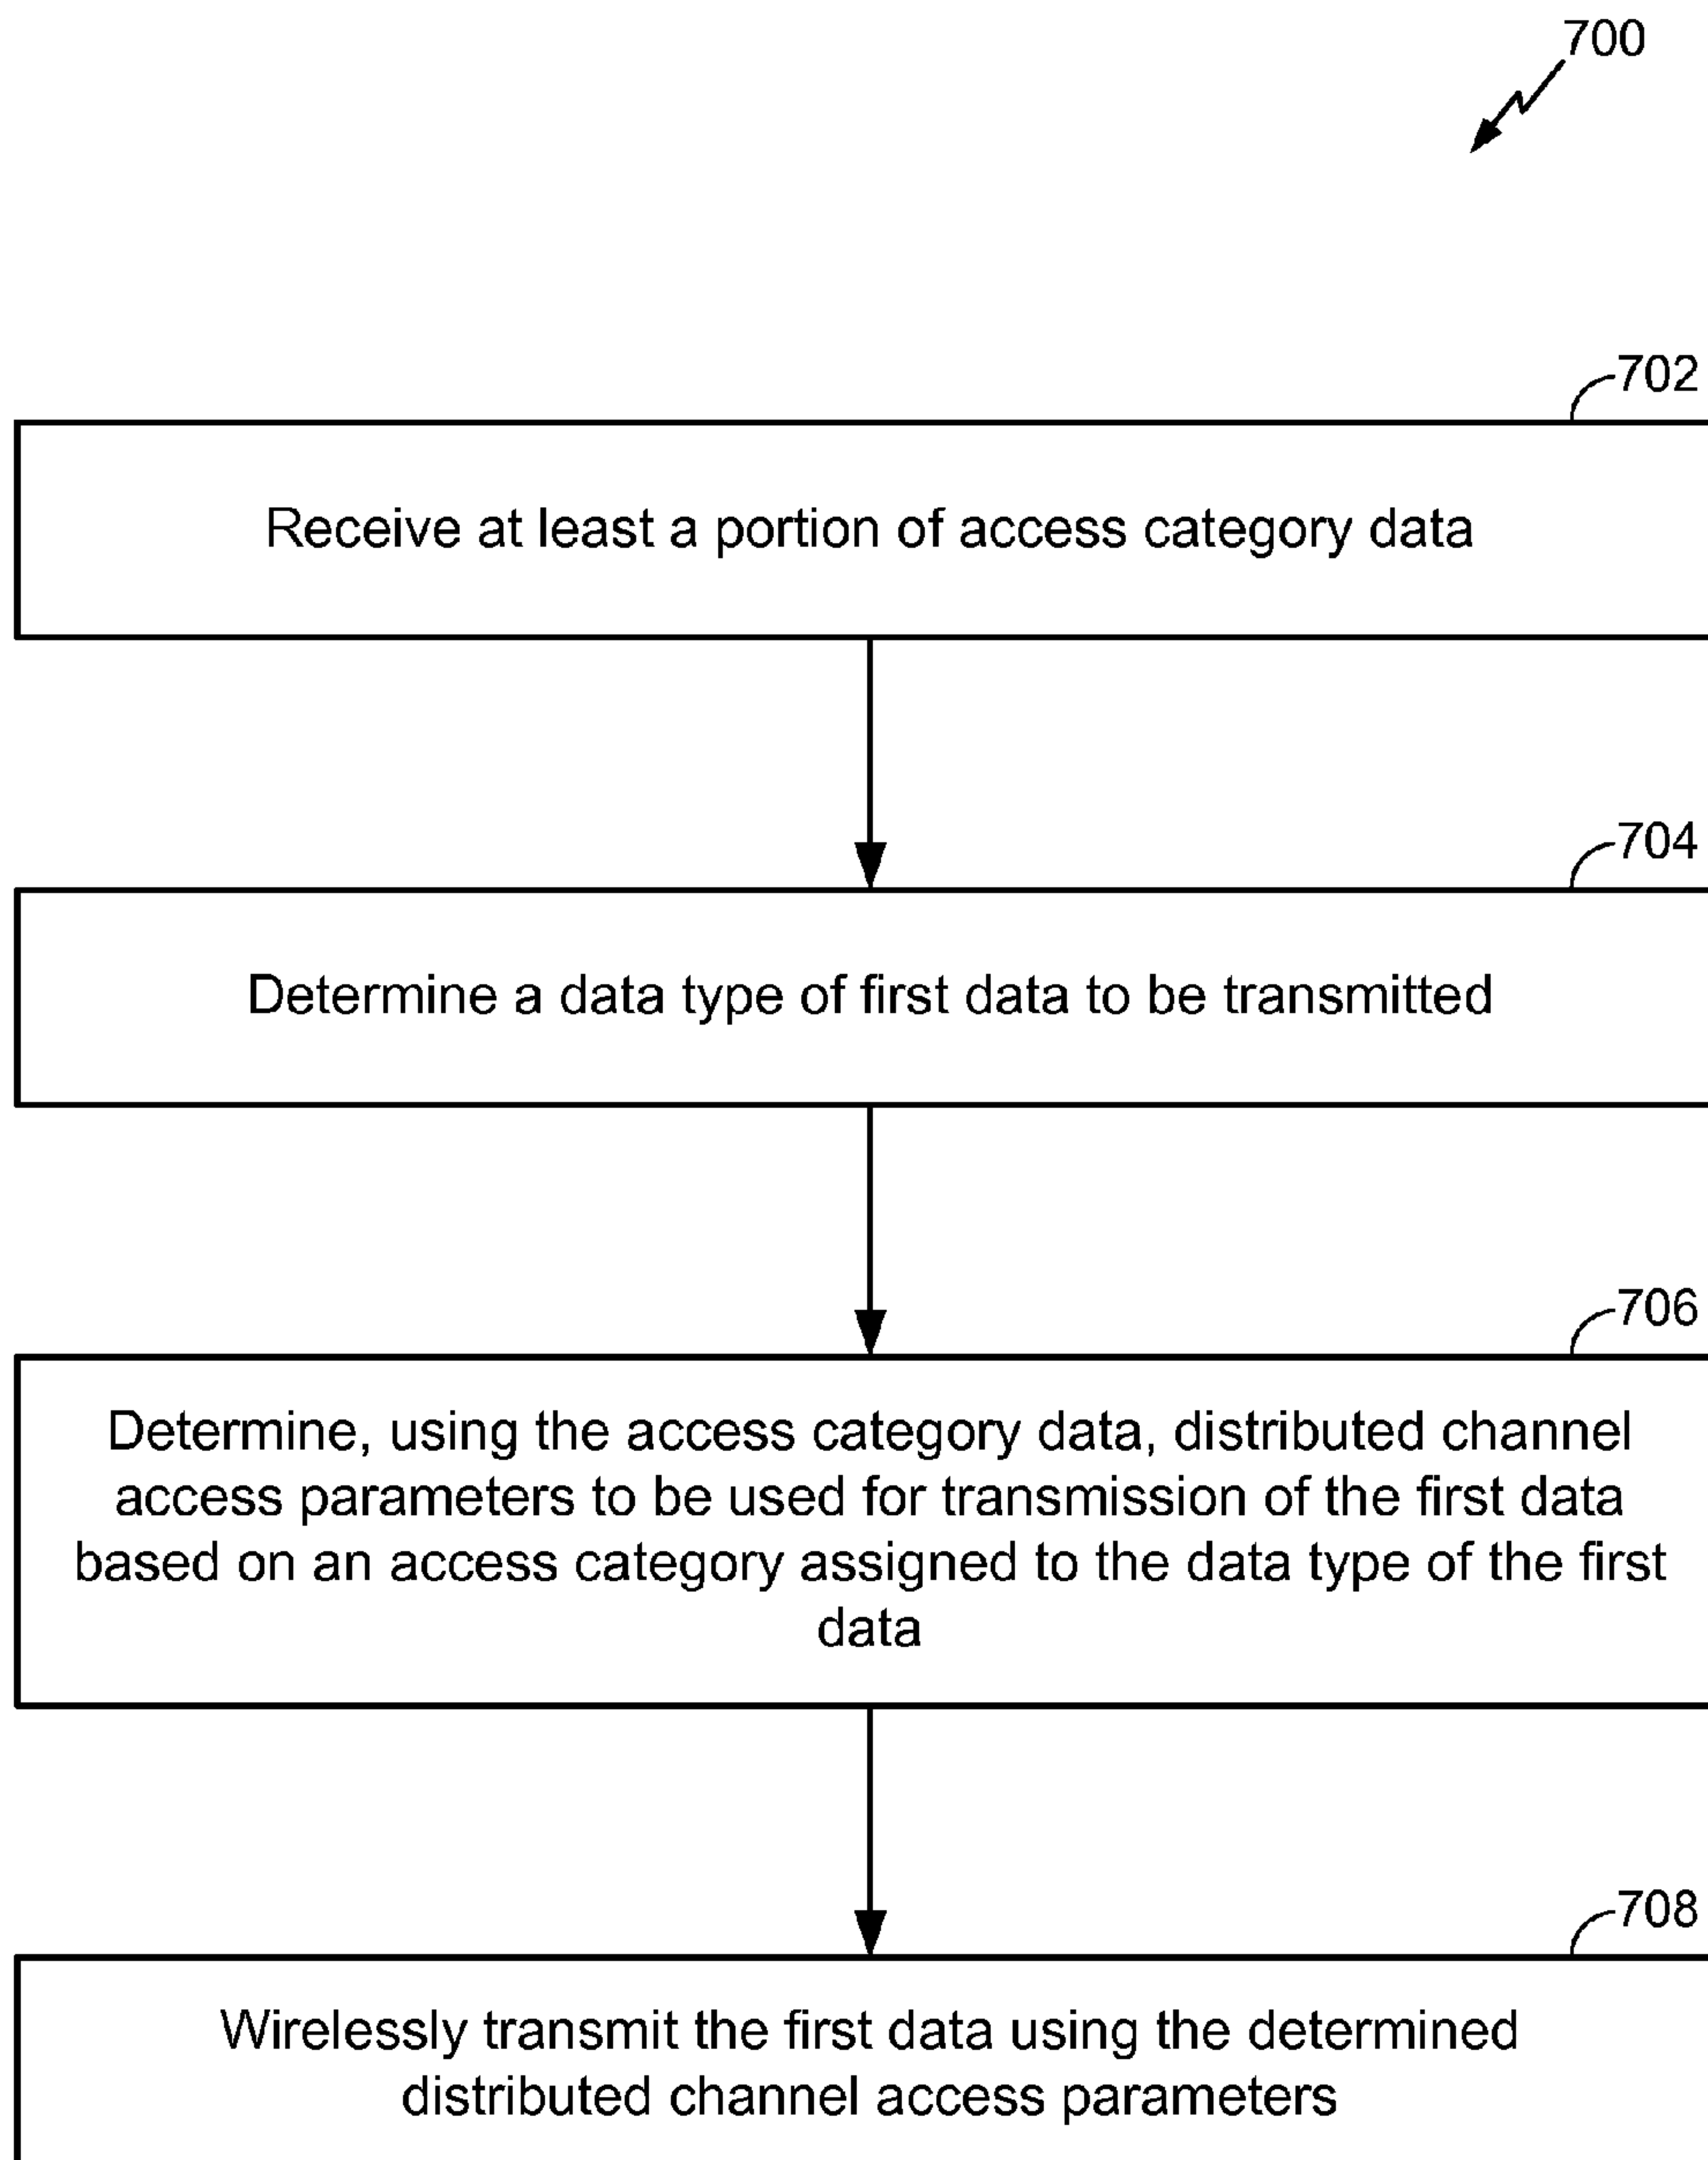 700
702
Receive at least a portion of access category data
704
Determine a data type of first data to be transmitted
706
Determine, using the access category data, distributed channel
access parameters to be used for transmission of the first data
based on an access category assigned to the data type of the first
data
708
Wirelessly transmit the first data using the determined
distributed channel access parameters